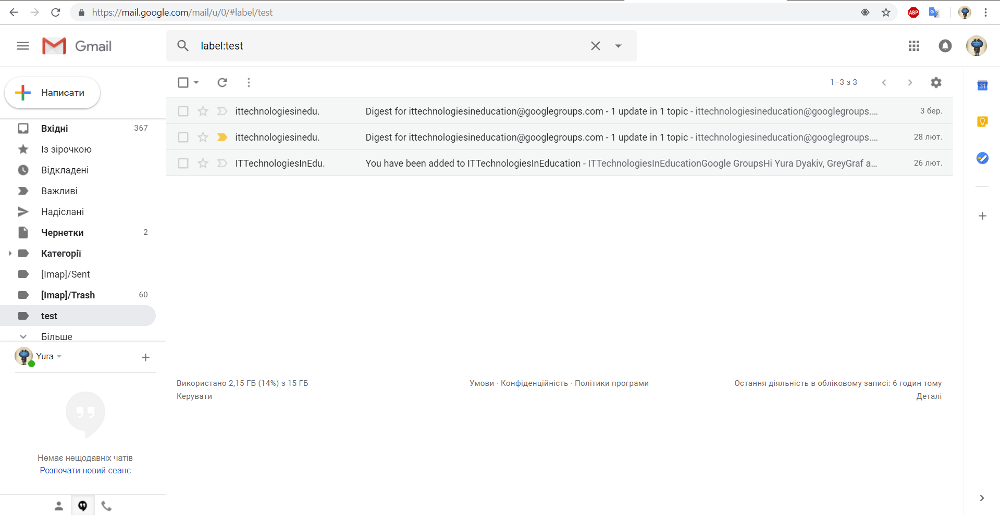 https://mail.google.com/mail/u/0/#label/test
ABP
Gmail
label:test
Написати
1–3 з 3
31
Вхідні 367
Із зірочкою
Відкладені
Важливі
Надіслані
Чернетки 2
Категорії
[Imap]/Sent
[Imap]/Trash 60
test
Більше
ittechnologiesinedu. Digest for ittechnologiesineducation@googlegroups.com - 1 update in 1 topic - ittechnologiesineducation@googlegroups.... 3 бер.
ittechnologiesinedu. Digest for ittechnologiesineducation@googlegroups.com - 1 update in 1 topic - ittechnologiesineducation@googlegroups.... 28 лют.
ITTechnologiesInEdu. You have been added to ITTechnologiesInEducation - ITTechnologiesInEducationGoogle GroupsHi Yura Dyakiv, GreyGraf a... 26 лют.
Yura
Використано 2,15 ГБ (14%) з 15 ГБ
Керувати
Умови · Конфіденційність · Політики програми
Остання діяльність в обліковому записі: 6 годин тому
Деталі
Немає нещодавніх чатів
Розпочати новий сеанс